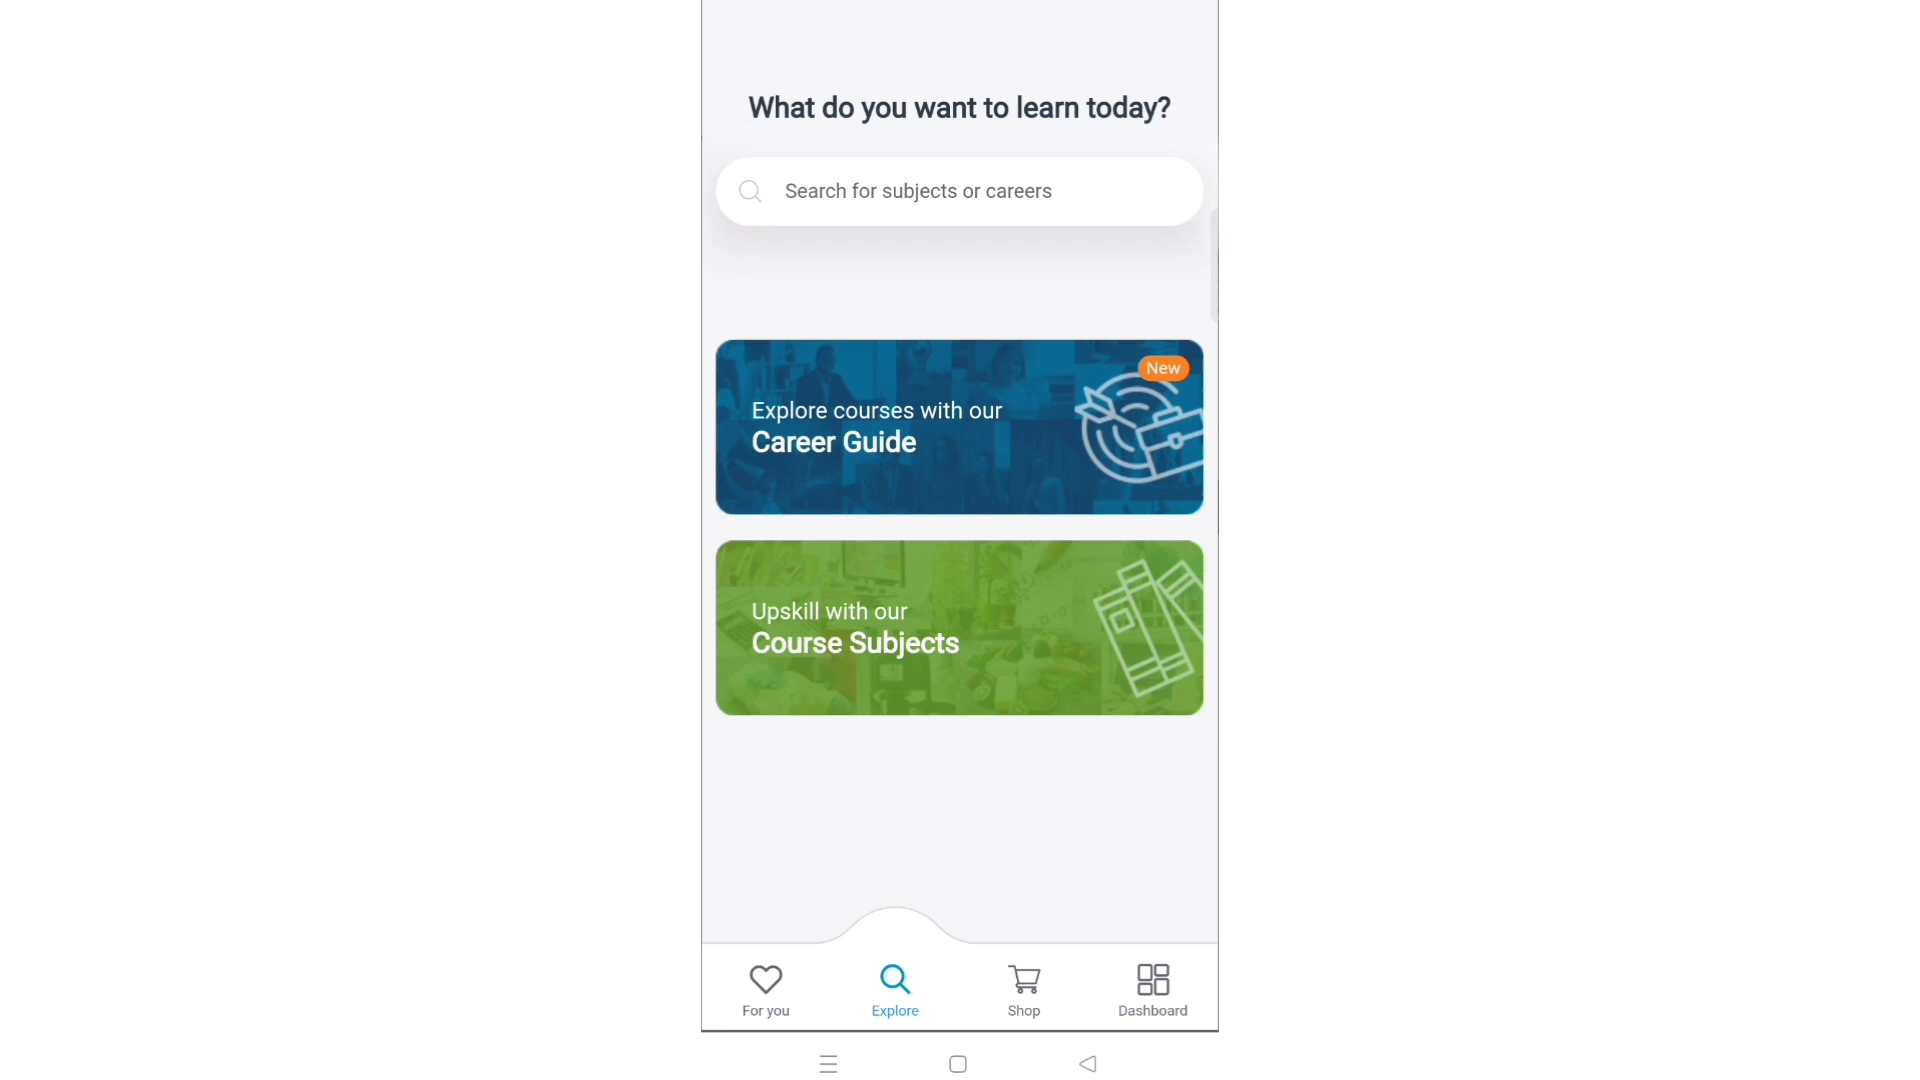 What do you want to learn today?
Search for subjects or careers
New
Explore courses with our
Career Guide
Upskill with our
Course Subjects
For you
Explore
Shop
Dashboard